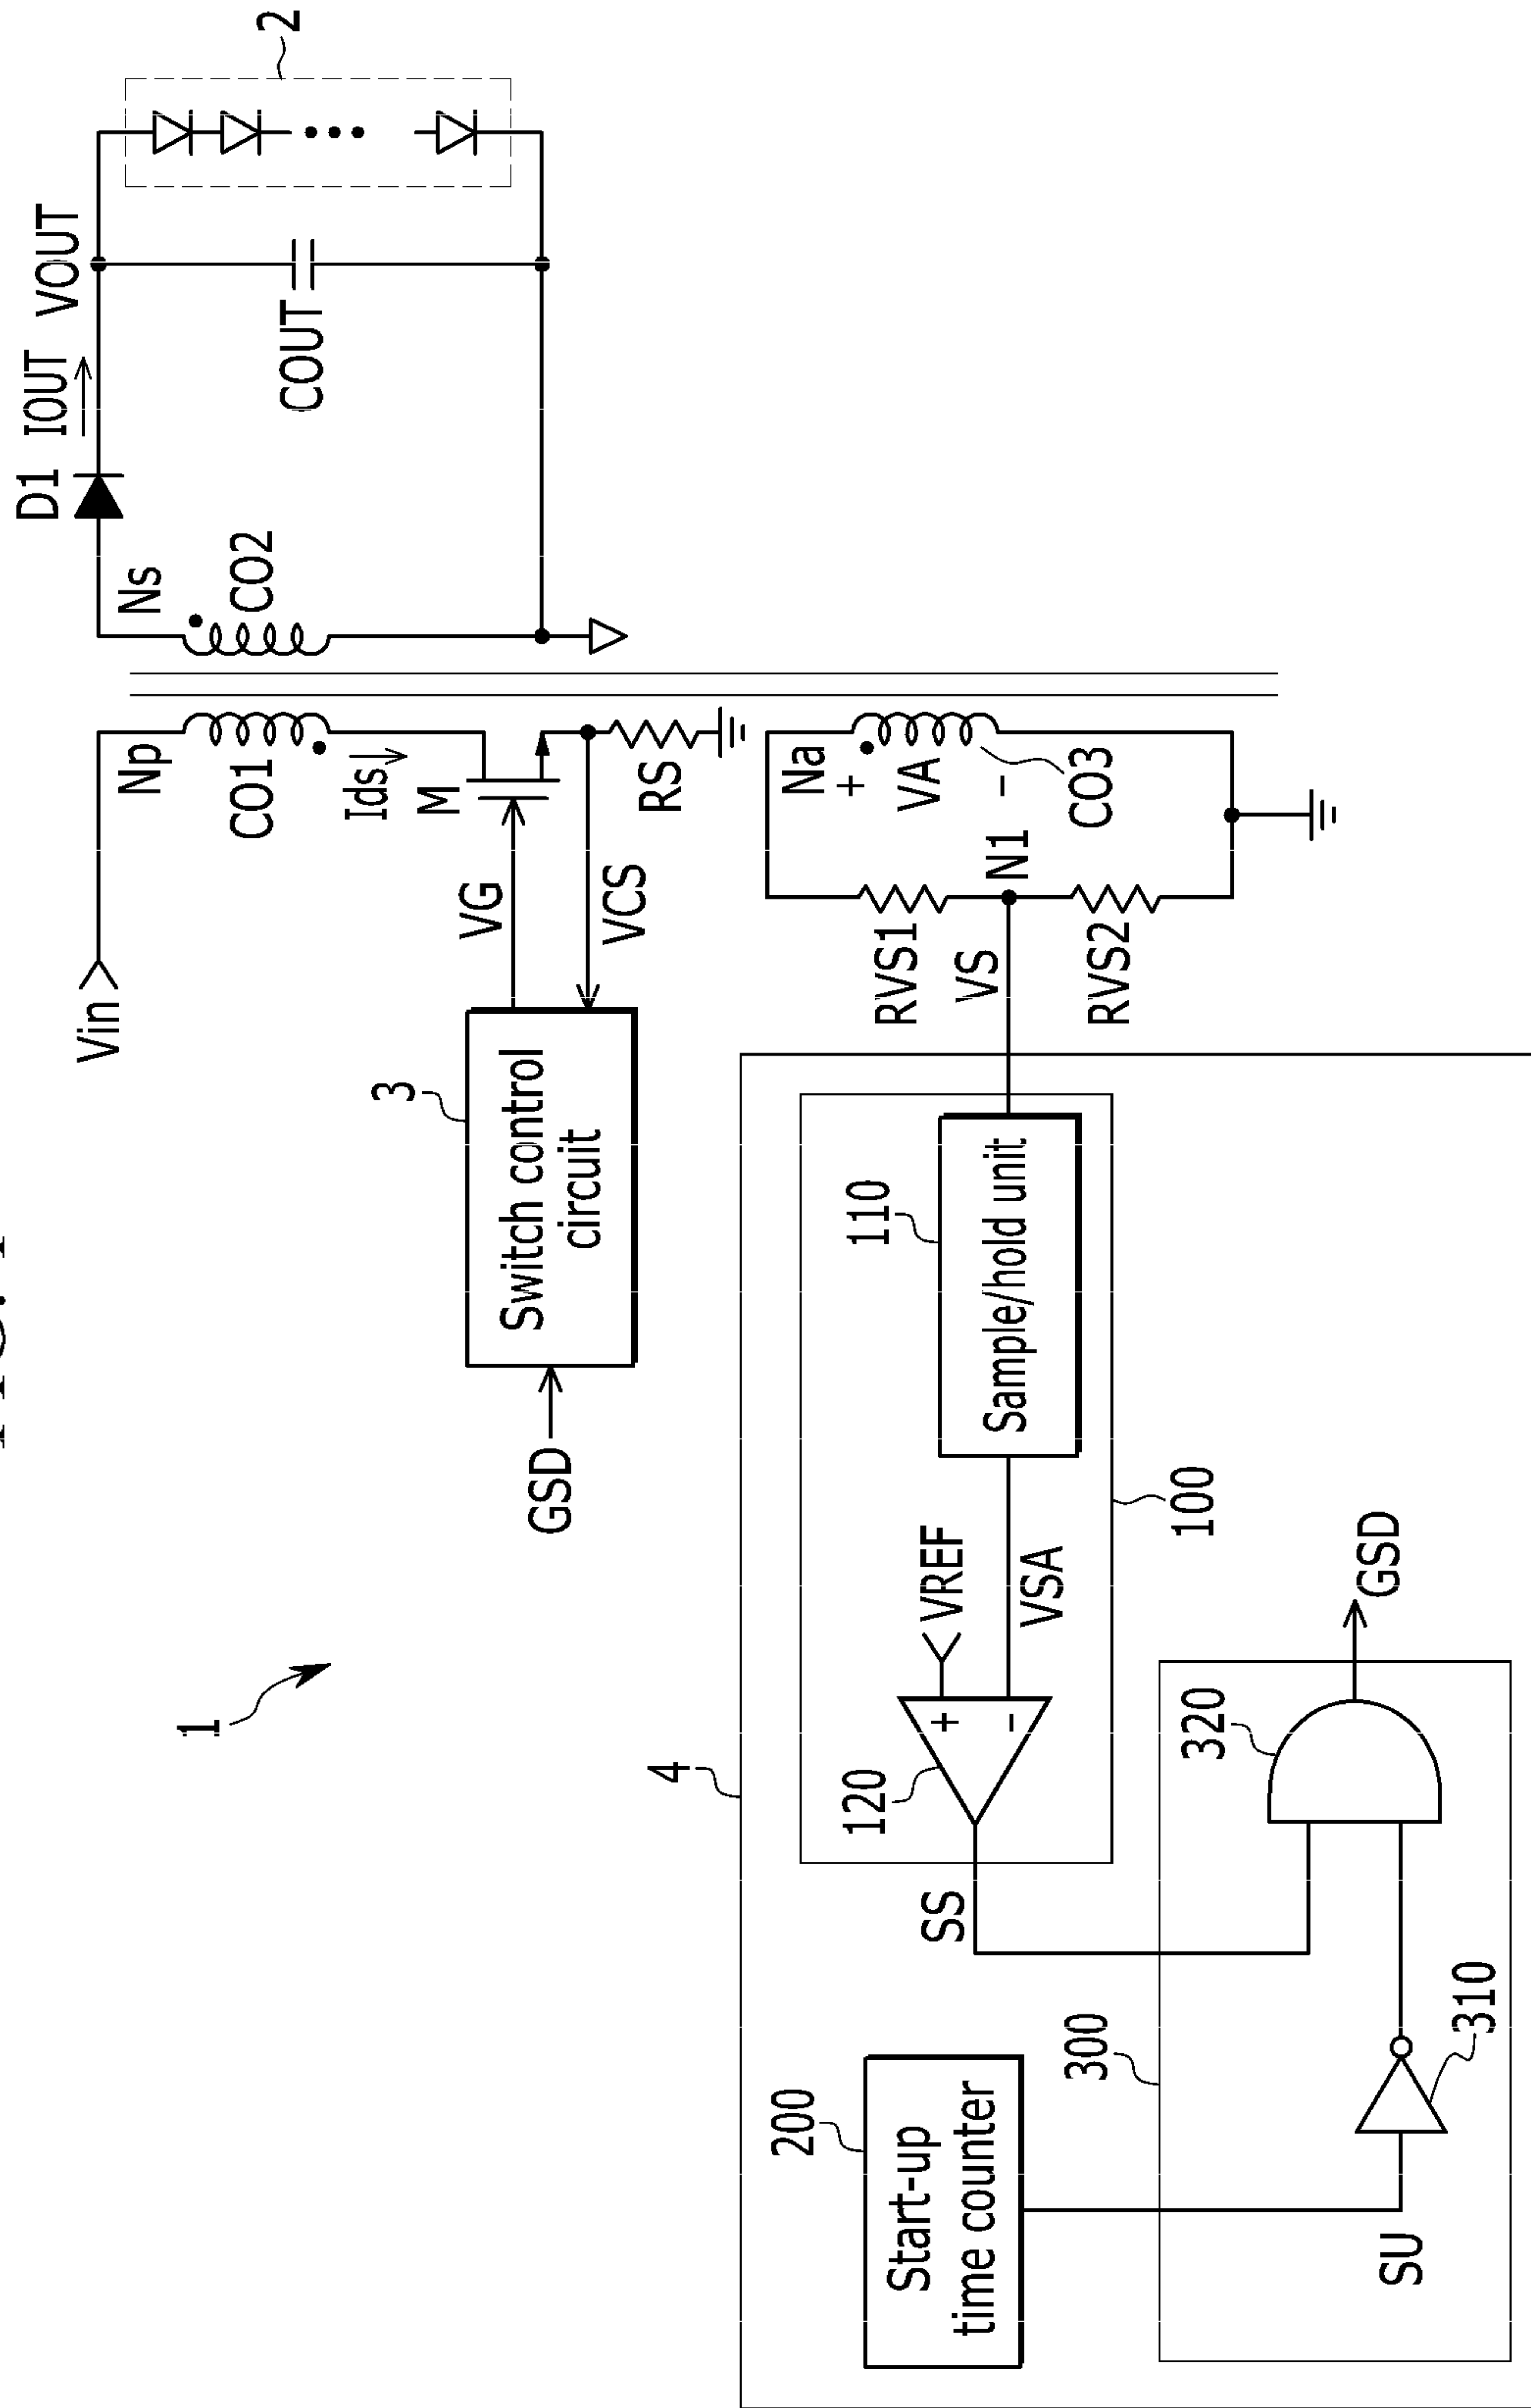 1
Vin
Np
CO1
Ids
M
VG
VCS
RS
3
Switch control
circuit
GSD
Ns
CO2
D1
IOUT
VOUT
COUT
2
Na
+
VA
-
CO3
N1
RVS1
VS
RVS2
4
110
Sample/hold unit
100
VREF
VSA
120
+
-
SS
200
Start-up
time counter
300
SU
310
320
GSD